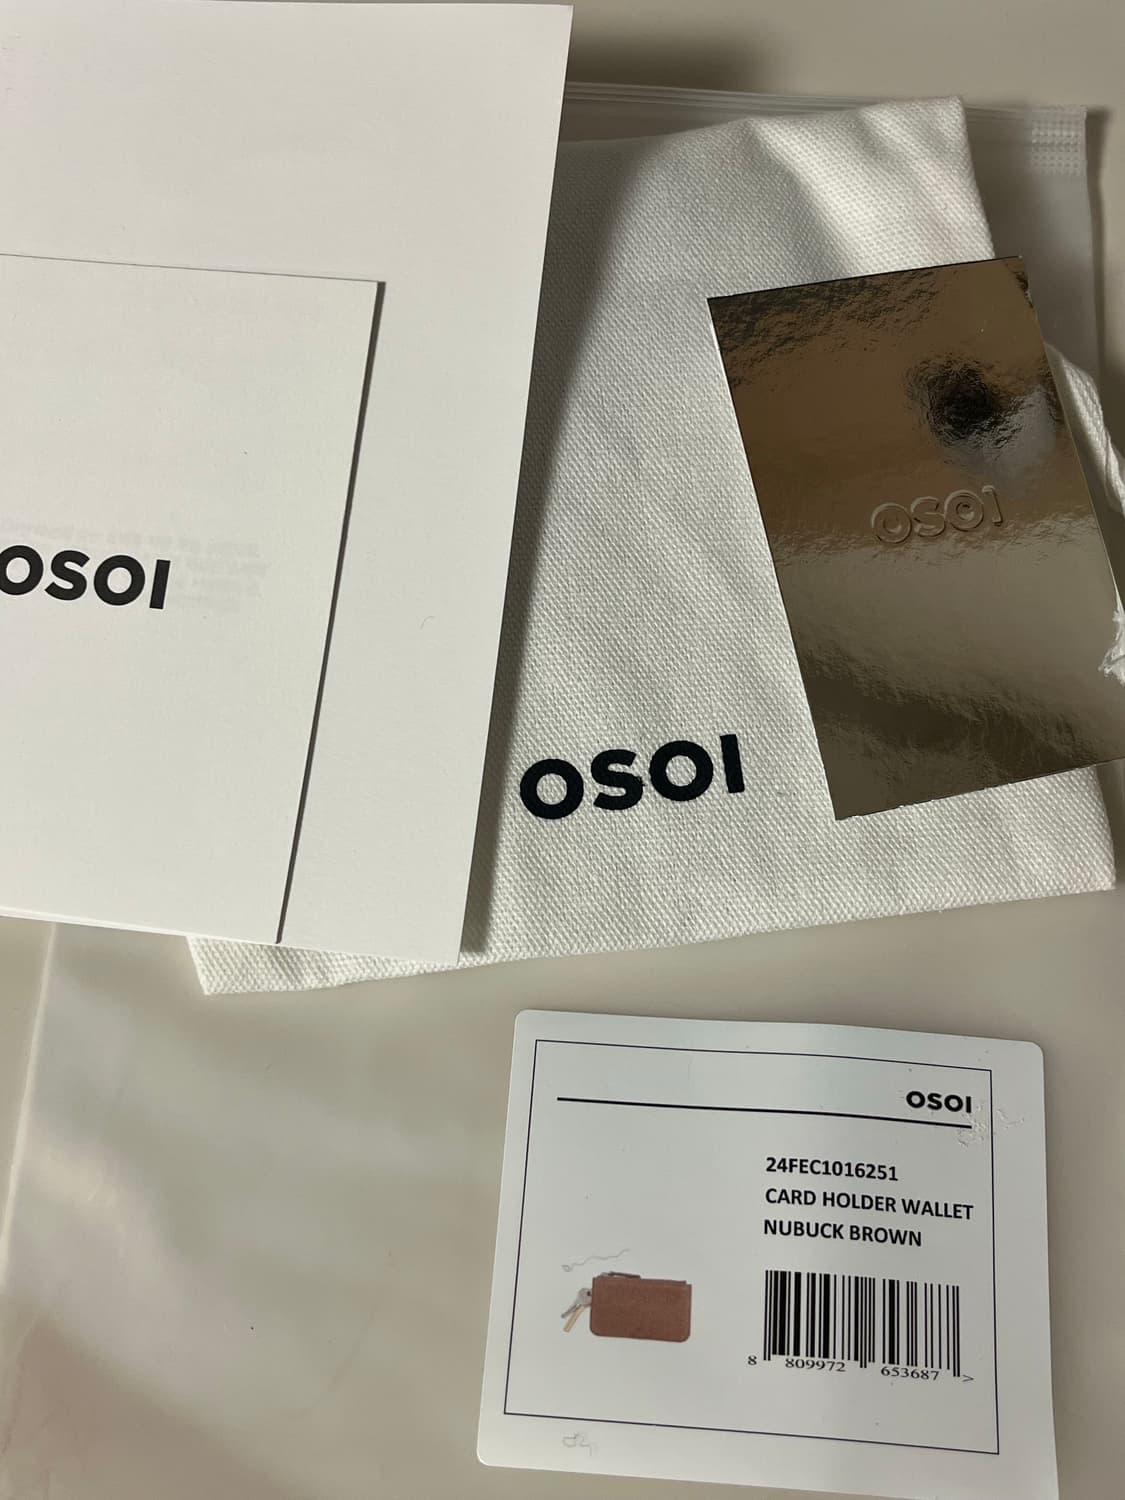 OSOI
OSOI
OSOI
OSOI
24FEC1016251
CARD HOLDER WALLET
NUBUCK BROWN
8 809972 653687 >